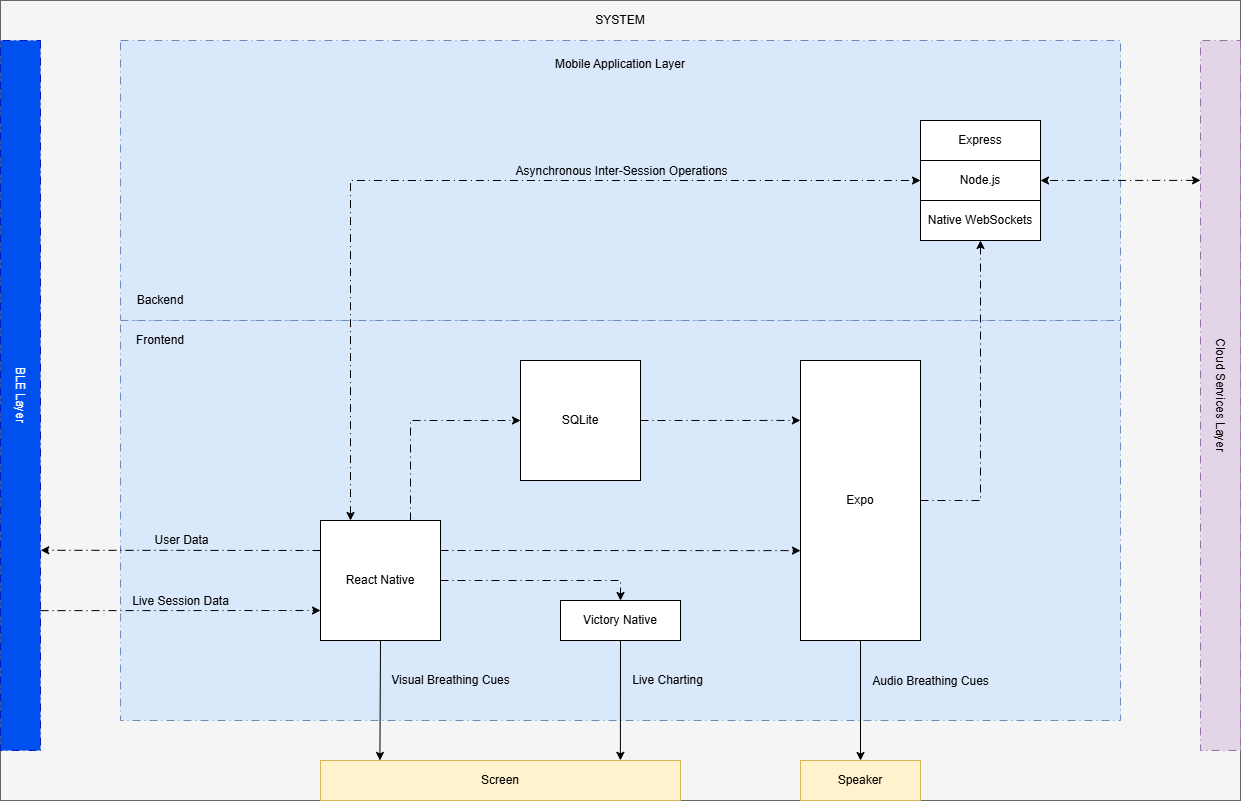 SYSTEM
Mobile Application Layer
Express
Asynchronous Inter-Session Operations
Node.js
Native WebSockets
Backend
Frontend
BLE Layer
Cloud Services Layer
SQLite
Expo
User Data
React Native
Live Session Data
Victory Native
Visual Breathing Cues
Live Charting
Audio Breathing Cues
Screen
Speaker